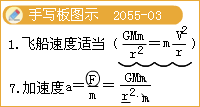 手写板图示 2055-03
1.飞船速度适当 (GMm/r² = m V²/r)
7.加速度a=F/m = GMm/r²·m